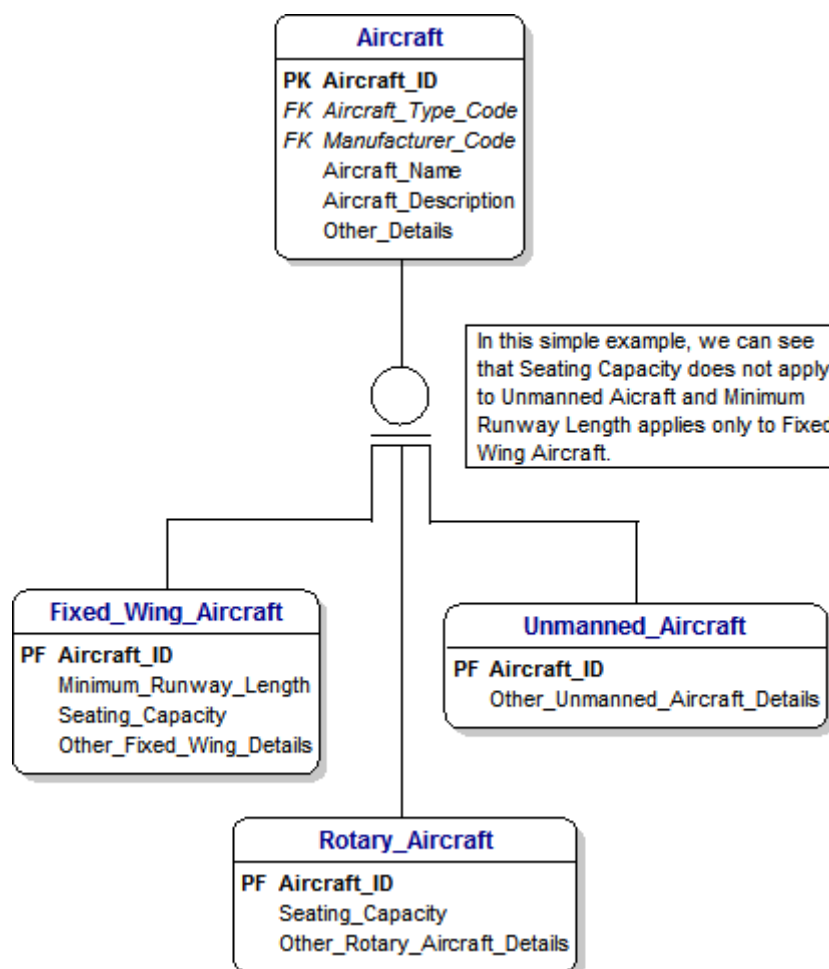 Aircraft
PK Aircraft_ID
FK Aircraft_Type_Code
FK Manufacturer_Code
Aircraft_Name
Aircraft_Description
Other_Details
In this simple example, we can see
that Seating Capacity does not apply
to Unmanned Aicraft and Minimum
Runway Length applies only to Fixed
Wing Aircraft.
Fixed_Wing_Aircraft
PF Aircraft_ID
Minimum_Runway_Length
Seating_Capacity
Other_Fixed_Wing_Details
Unmanned_Aircraft
PF Aircraft_ID
Other_Unmanned_Aircraft_Details
Rotary_Aircraft
PF Aircraft_ID
Seating_Capacity
Other_Rotary_Aircraft_Details